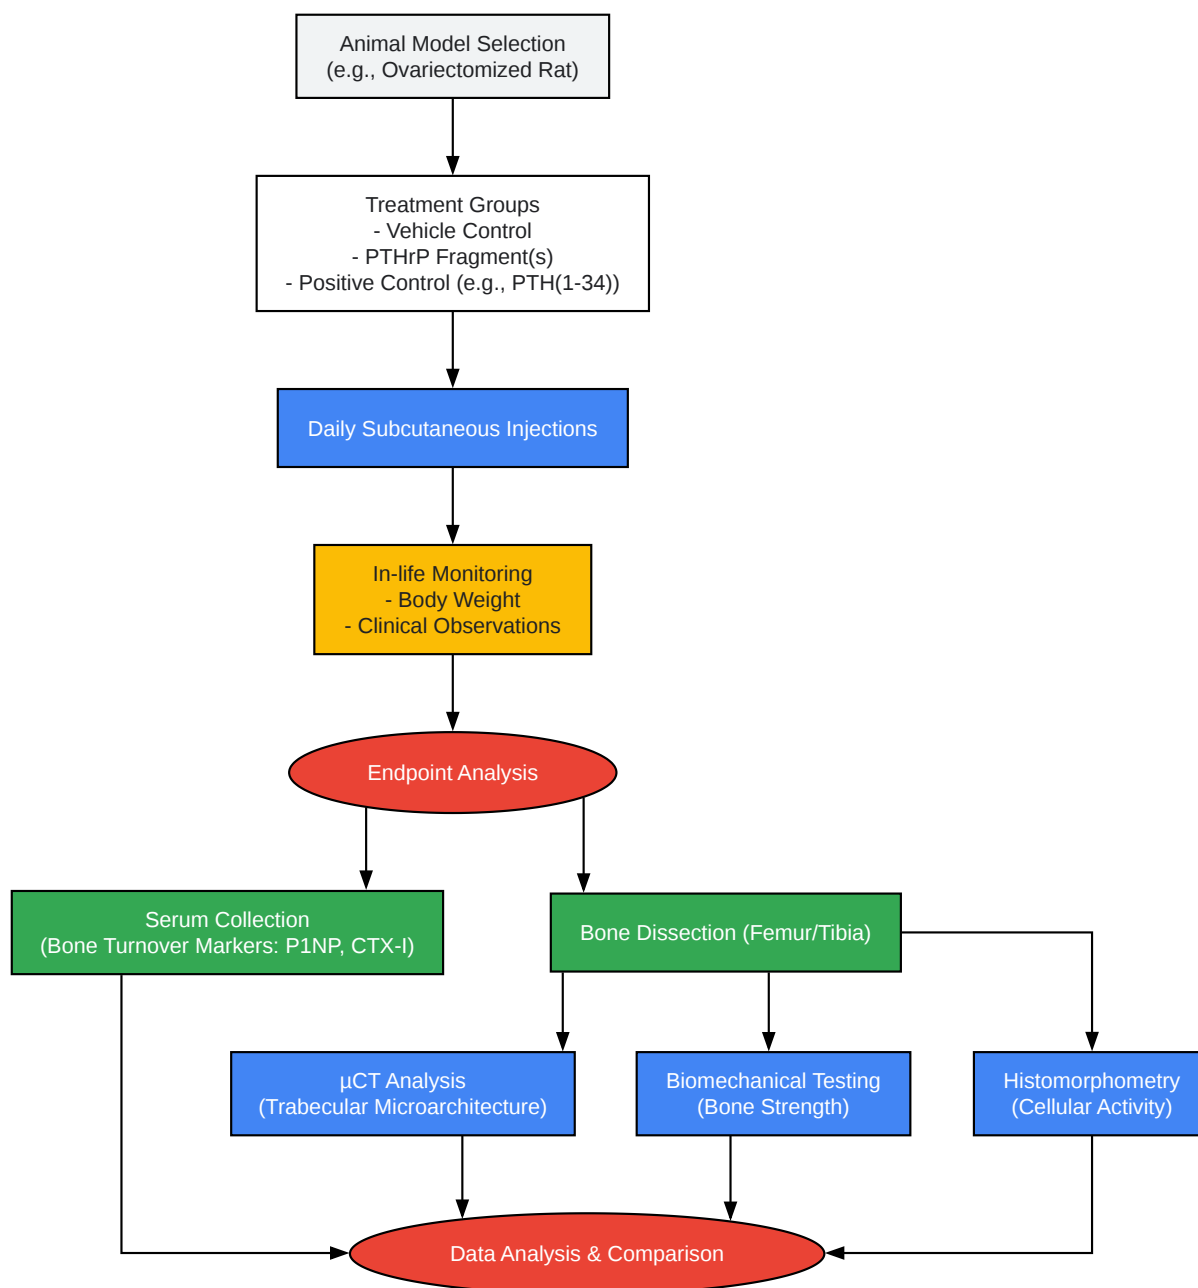 Animal Model Selection
(e.g., Ovariectomized Rat)
Treatment Groups
- Vehicle Control
- PTHrP Fragment(s)
- Positive Control (e.g., PTH(1-34))
Daily Subcutaneous Injections
In-life Monitoring
- Body Weight
- Clinical Observations
Endpoint Analysis
Serum Collection
(Bone Turnover Markers: P1NP, CTX-I)
Bone Dissection (Femur/Tibia)
µCT Analysis
(Trabecular Microarchitecture)
Biomechanical Testing
(Bone Strength)
Histomorphometry
(Cellular Activity)
Data Analysis & Comparison